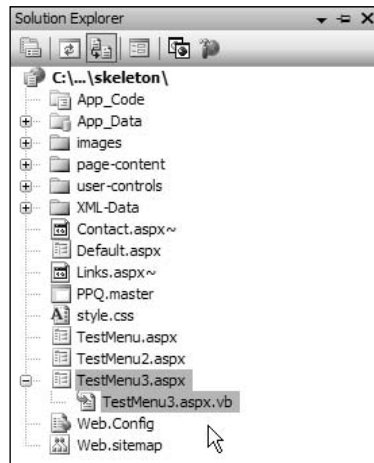 Solution Explorer
C:\...\skeleton\
App_Code
App_Data
images
page-content
user-controls
XML-Data
Contact.aspx~
Default.aspx
Links.aspx~
PPQ.master
style.css
TestMenu.aspx
TestMenu2.aspx
TestMenu3.aspx
TestMenu3.aspx.vb
Web.Config
Web.sitemap